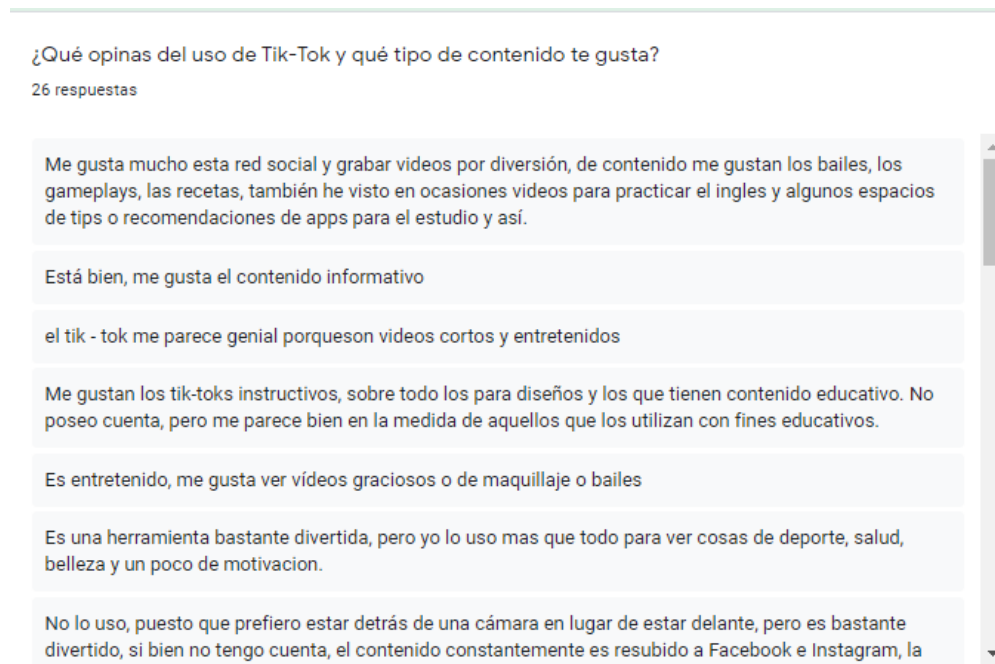 ¿Qué opinas del uso de Tik-Tok y qué tipo de contenido te gusta?
26 respuestas
Me gusta mucho esta red social y grabar videos por diversión, de contenido me gustan los bailes, los
gameplays, las recetas, también he visto en ocasiones videos para practicar el ingles y algunos espacios
de tips o recomendaciones de apps para el estudio y así.
Está bien, me gusta el contenido informativo
el tik - tok me parece genial porqueson videos cortos y entretenidos
Me gustan los tik-toks instructivos, sobre todo los para diseños y los que tienen contenido educativo. No
poseo cuenta, pero me parece bien en la medida de aquellos que los utilizan con fines educativos.
Es entretenido, me gusta ver vídeos graciosos o de maquillaje o bailes
Es una herramienta bastante divertida, pero yo lo uso mas que todo para ver cosas de deporte, salud,
belleza y un poco de motivacion.
No lo uso, puesto que prefiero estar detrás de una cámara en lugar de estar delante, pero es bastante
divertido, si bien no tengo cuenta, el contenido constantemente es resubido a Facebook e Instagram, la